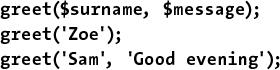 greet($surname, $message);
greet('Zoe');
greet('Sam', 'Good evening');